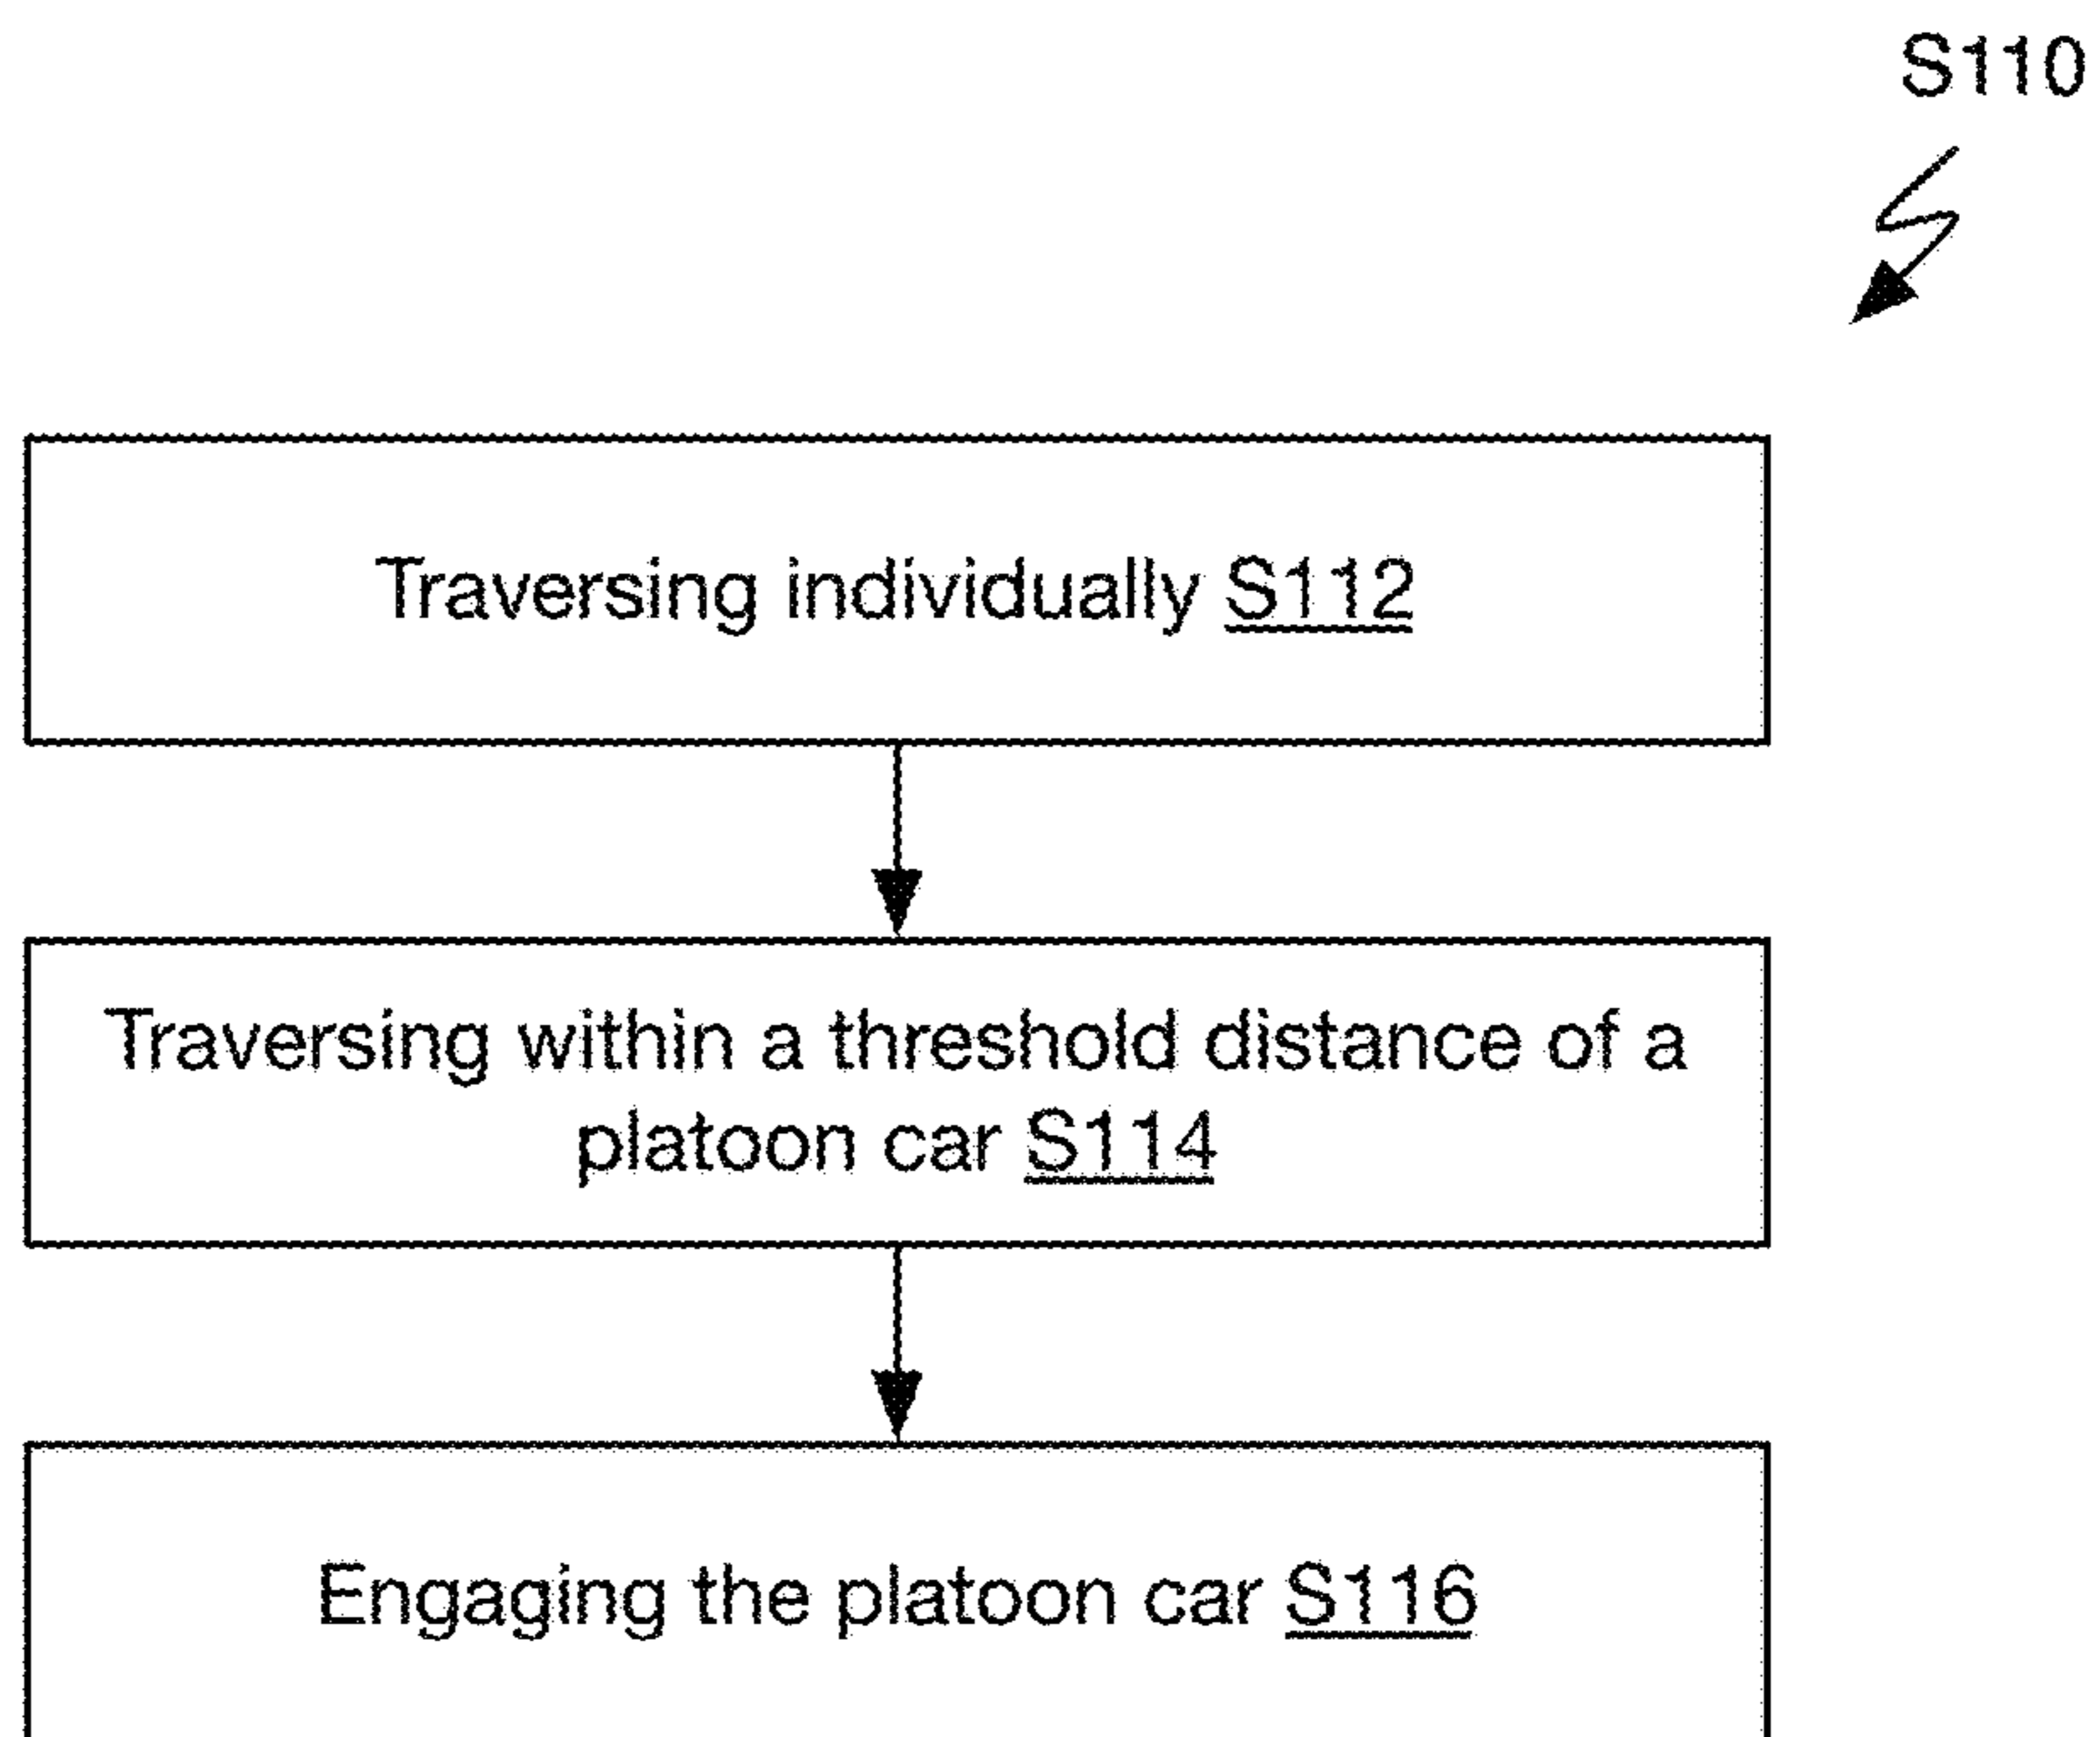 S110
Traversing individually S112
Traversing within a threshold distance of a
platoon car S114
Engaging the platoon car S116